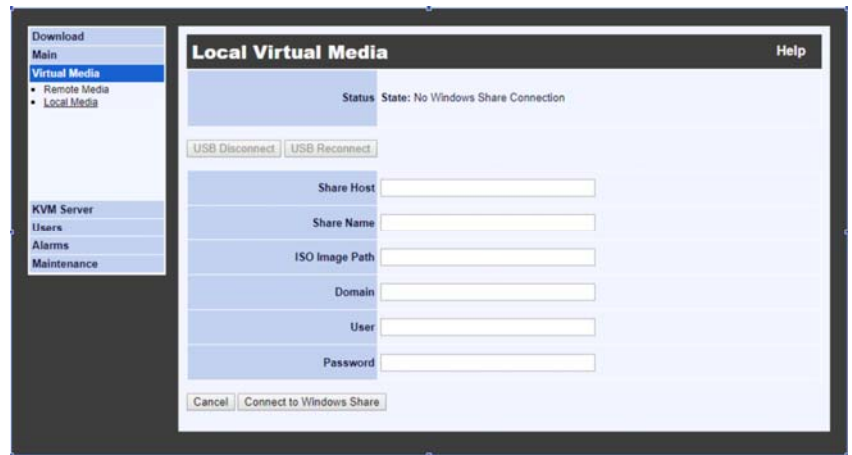 Download
Main
Virtual Media
Remote Media
Local Media
KVM Server
Users
Alarms
Maintenance
Local Virtual Media
Help
Status State: No Windows Share Connection
USB Disconnect USB Reconnect
Share Host
Share Name
ISO Image Path
Domain
User
Password
Cancel Connect to Windows Share